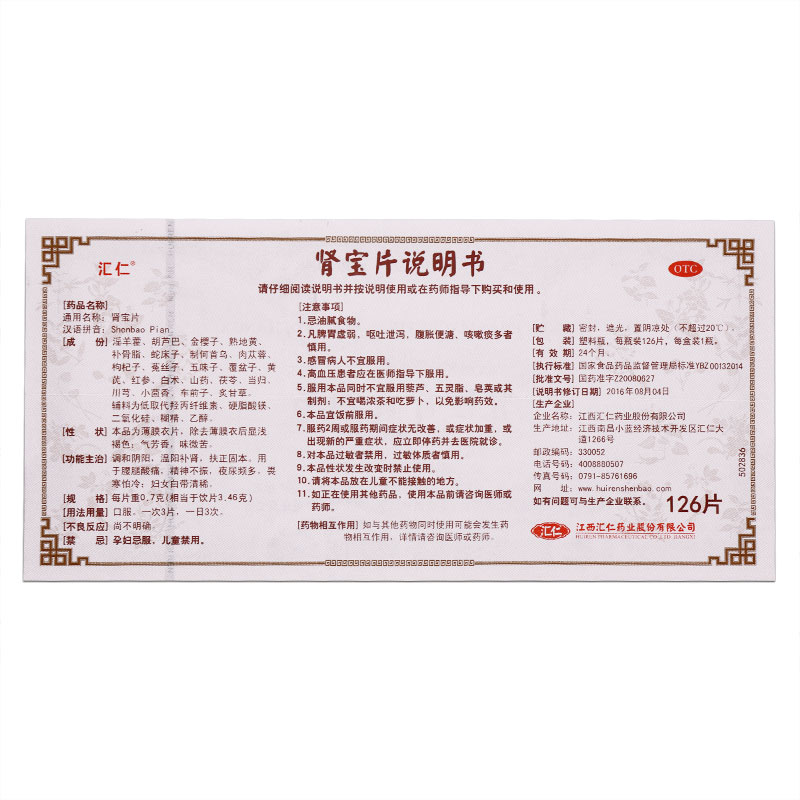 汇仁®
肾宝片说明书
OTC
请仔细阅读说明书并按说明使用或在药师指导下购买和使用。
[药品名称]
通用名称：肾宝片
汉语拼音：Shenbao Pian
[成 份] 淫羊藿、胡芦巴、金樱子、熟地黄、
补骨脂、蛇床子、制何首乌、肉苁蓉、
枸杞子、菟丝子、五味子、覆盆子、黄
芪、红参、白术、山药、茯苓、当归、
川芎、小茴香、车前子、炙甘草。
辅料为低取代羟丙纤维素、硬脂酸镁、
二氧化硅、糊精、乙醇。
[性 状] 本品为薄膜衣片，除去薄膜衣后显浅
褐色；气芳香，味微苦。
[功能主治] 调和阴阳，温阳补肾，扶正固本。用
于腰腿酸痛，精神不振，夜尿频多，畏
寒怕冷；妇女白带清稀。
[规 格] 每片重0.7克(相当于饮片3.46克)
[用法用量] 口服。一次3片，一日3次。
[不良反应] 尚不明确。
[禁 忌] 孕妇忌服，儿童禁用。
[注意事项]
1.忌油腻食物。
2.凡脾胃虚弱，呕吐泄泻，腹胀便溏、咳嗽痰多者
慎用。
3.感冒病人不宜服用。
4.高血压患者应在医师指导下服用。
5.服用本品同时不宜服用藜芦、五灵脂、皂荚或其
制剂；不宜喝浓茶和吃萝卜，以免影响药效。
6.本品宜饭前服用。
7.服药2周或服药期间症状无改善，或症状加重，或
出现新的严重症状，应立即停药并去医院就诊。
8.对本品过敏者禁用，过敏体质者慎用。
9.本品性状发生改变时禁止使用。
10.请将本品放在儿童不能接触的地方。
11.如正在使用其他药品，使用本品前请咨询医师或
药师。
[药物相互作用] 如与其他药物同时使用可能会发生药
物相互作用，详情请咨询医师或药师。
[贮 藏] 密封，遮光，置阴凉处（不超过20℃）。
[包 装] 塑料瓶，每瓶装126片，每盒装1瓶。
[有 效 期] 24个月。
[执行标准] 国家食品药品监督管理局标准YBZ00132014
[批准文号] 国药准字Z20080627
[说明书修订日期] 2016年08月04日
[生产企业]
企业名称：江西汇仁药业股份有限公司
生产地址：江西南昌小蓝经济技术开发区汇仁大
道1266号
邮政编码：330052
电话号码：4008880507
传真号码：0791-85761696
网 址：www.huirenshenbao.com
如有问题可与生产企业联系。
126片
502836
汇仁 江西汇仁药业股份有限公司
HUIREN PHARMACEUTICAL CO.,LTD JIANGXI